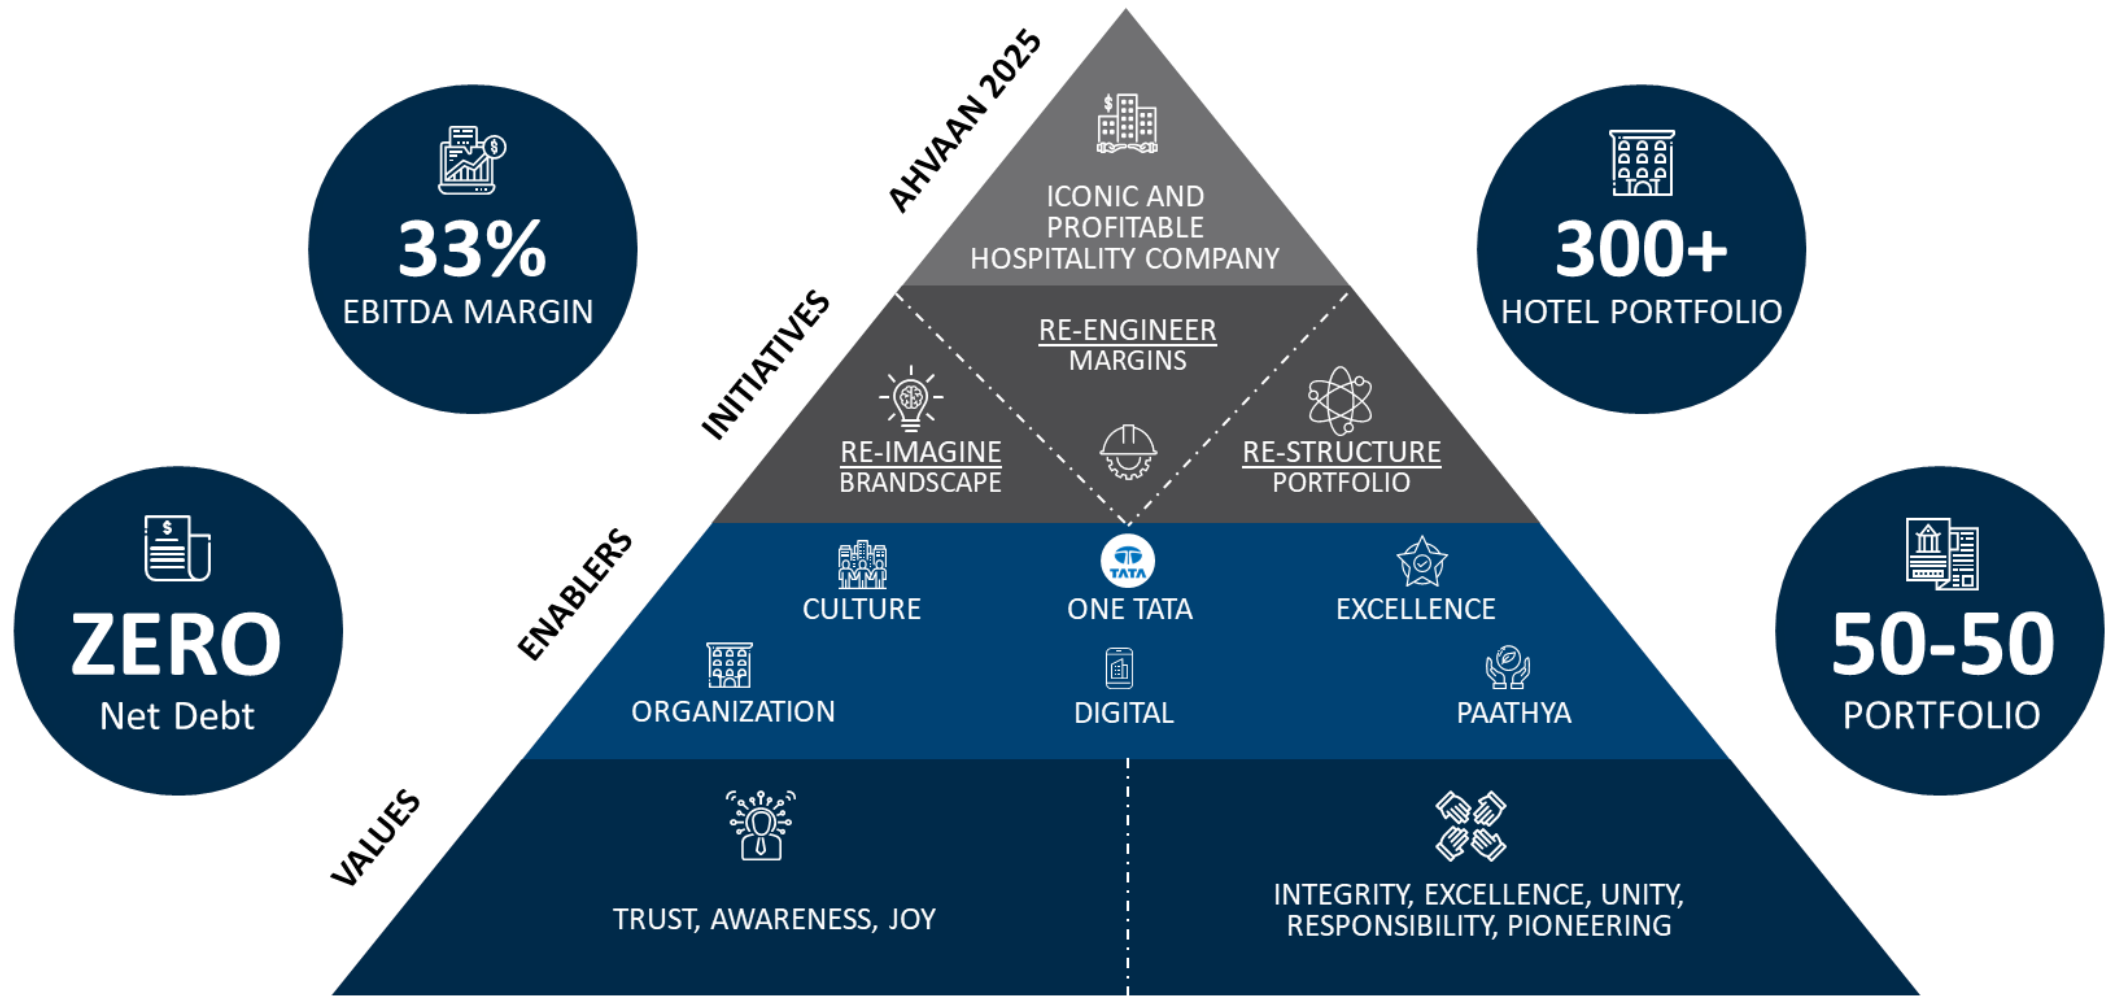 AHVAAN 2025
ICONIC AND
PROFITABLE
HOSPITALITY COMPANY
33%
EBITDA MARGIN
300+
HOTEL PORTFOLIO
INITIATIVES
RE-ENGINEER
MARGINS
RE-IMAGINE
BRANDSCAPE
RE-STRUCTURE
PORTFOLIO
ZERO
Net Debt
50-50
PORTFOLIO
ENABLERS
CULTURE
TATA
ONE TATA
EXCELLENCE
ORGANIZATION
DIGITAL
PAATHYA
VALUES
TRUST, AWARENESS, JOY
INTEGRITY, EXCELLENCE, UNITY,
RESPONSIBILITY, PIONEERING